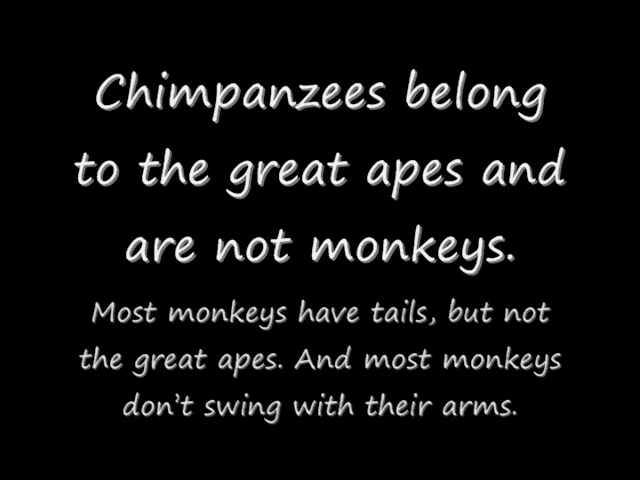 Chimpanzees belong
to the great apes and
are not monkeys.
Most monkeys have tails, but not
the great apes. And most monkeys
don't swing with their arms.